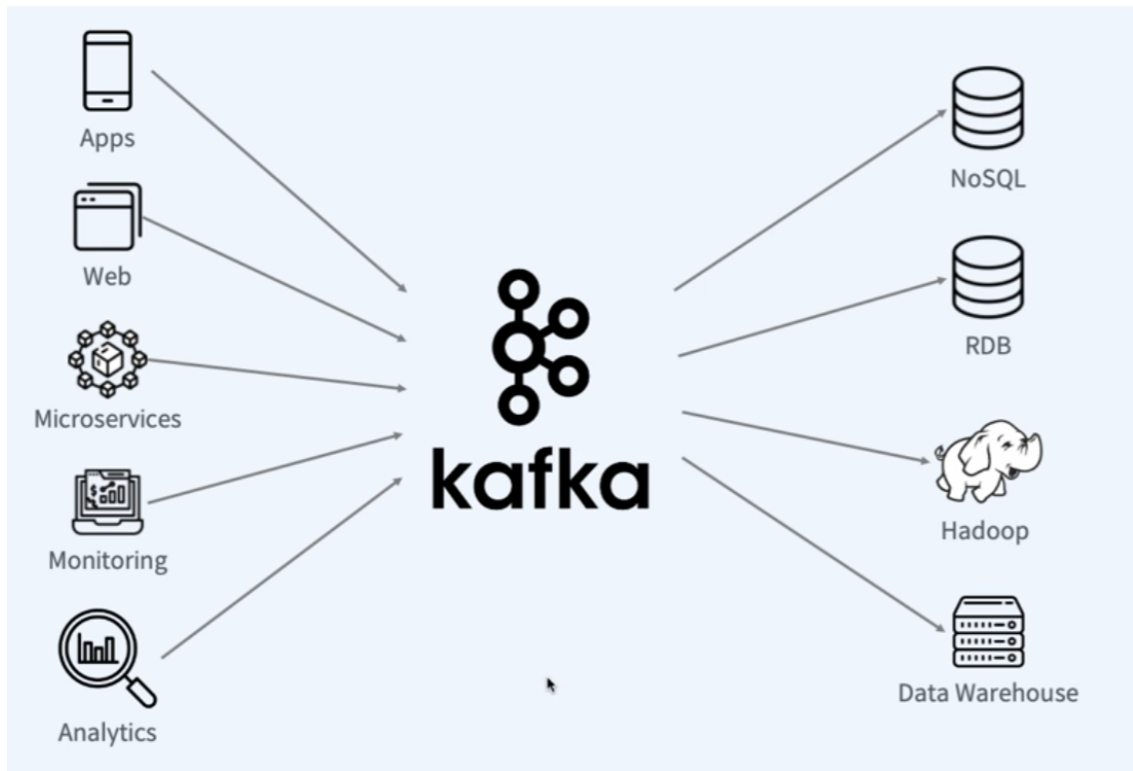 Apps
Web
Microservices
Monitoring
Analytics
kafka
NoSQL
RDB
Hadoop
Data Warehouse